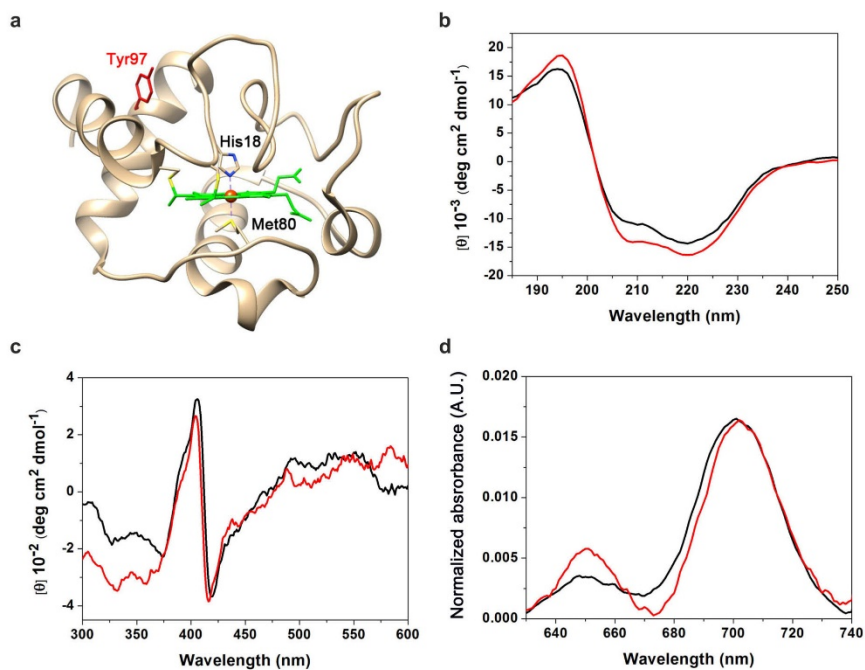 a
Tyr97
His18
Met80
b
20
15
10
5
0
-5
-10
-15
-20
[θ] 10⁻³ (deg cm² dmol⁻¹)
190 200 210 220 230 240 250
Wavelength (nm)
c
4
2
0
-2
-4
[θ] 10⁻² (deg cm² dmol⁻¹)
300 350 400 450 500 550 600
Wavelength (nm)
d
0.020
0.015
0.010
0.005
0.000
Normalized absrorbance (A.U.)
640 660 680 700 720 740
Wavelength (nm)